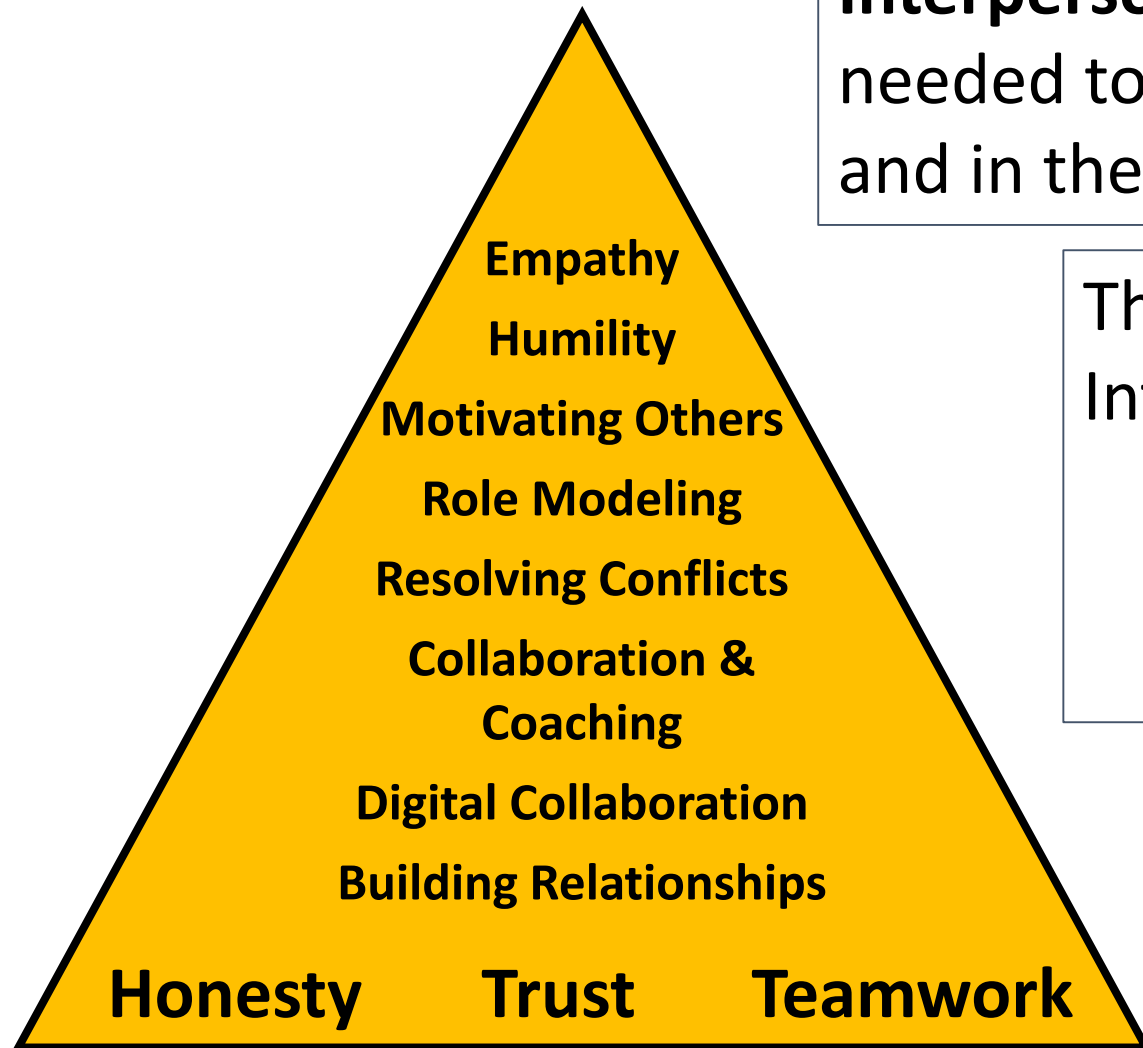 needed to
and in the
Empathy
Humility
Motivating Others
Role Modeling
Resolving Conflicts
Collaboration &
Coaching
Digital Collaboration
Building Relationships
Honesty Trust Teamwork